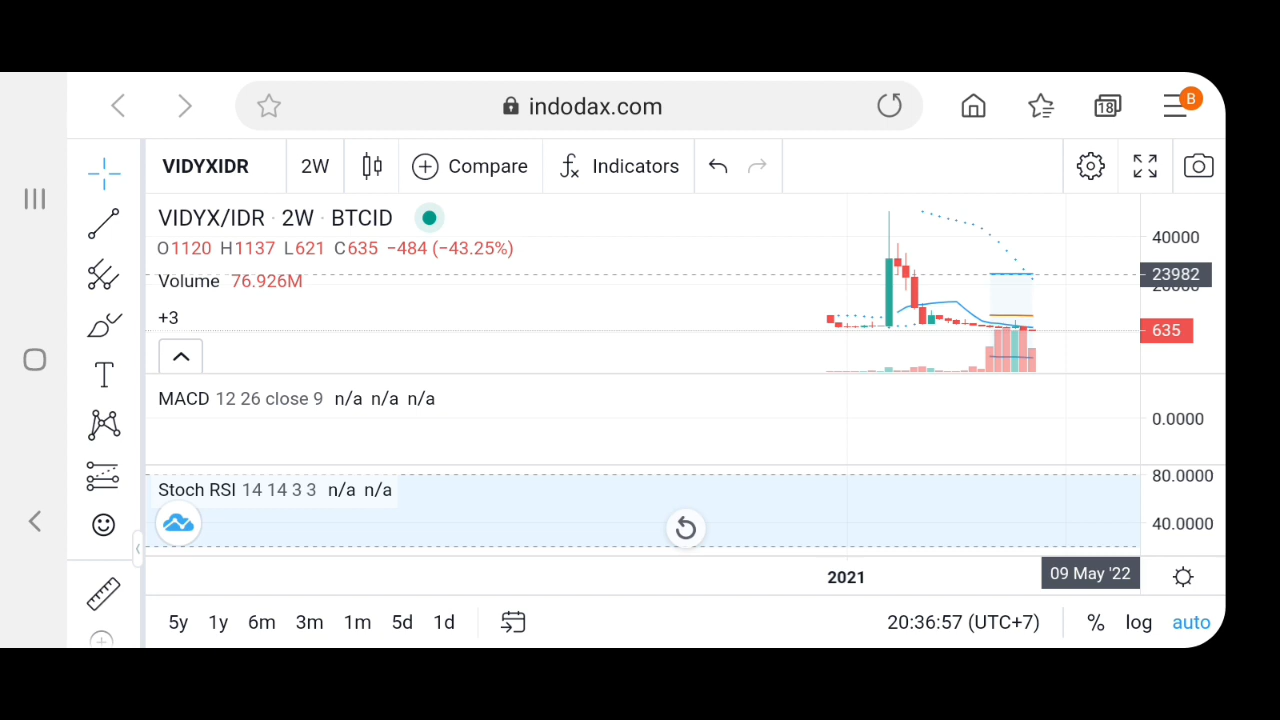 indodax.com
18
B
VIDYXIDR
2W
Compare
Indicators
VIDYX/IDR · 2W · BTCID
O1120 H1137 L621 C635 −484 (−43.25%)
Volume 76.926M
+3
40000
23982
20000
635
MACD 12 26 close 9 n/a n/a n/a
0.0000
80.0000
Stoch RSI 14 14 3 3 n/a n/a
40.0000
2021
09 May '22
5y 1y 6m 3m 1m 5d 1d
20:36:57 (UTC+7)
% log auto